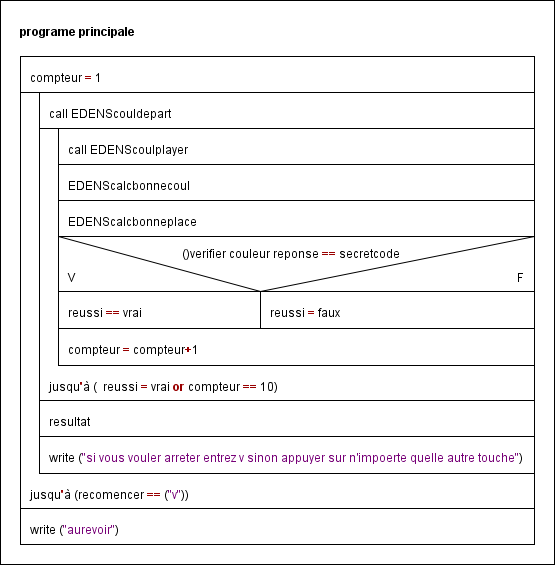 programe principale
compteur = 1
call EDENScouldepart
call EDENScoulplayer
EDENScalcbonnecoul
EDENScalcbonneplace
()verifier couleur reponse == secretcode
V F
reussi == vrai reussi = faux
compteur = compteur+1
jusqu'à ( reussi = vrai or compteur == 10)
resultat
write ("si vous vouler arreter entrez v sinon appuyer sur n'impoerte quelle autre touche")
jusqu'à (recomencer == ("v"))
write ("aurevoir")